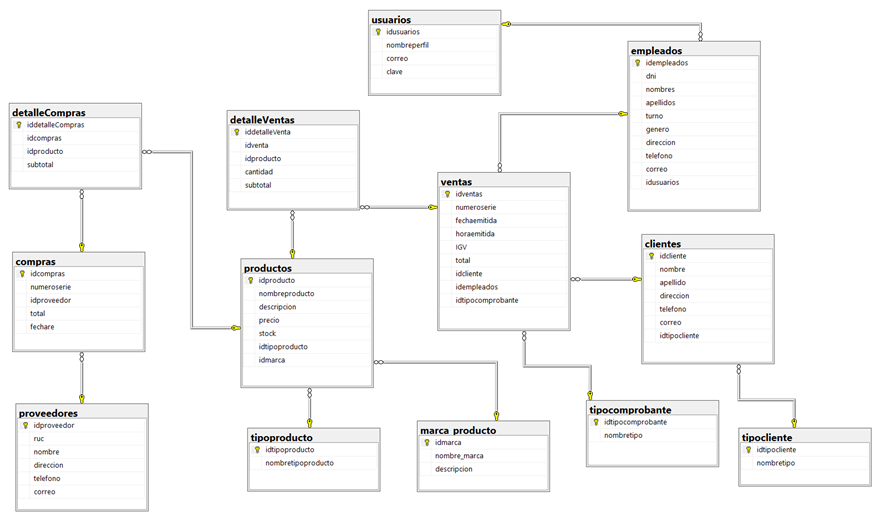 usuarios
idusuarios
nombreperfil
correo
clave
empleados
idempleados
dni
nombres
apellidos
turno
genero
direccion
telefono
correo
idusuarios
detalleCompras
iddetalleCompras
idcompras
idproducto
subtotal
detalleVentas
iddetalleVenta
idventa
idproducto
cantidad
subtotal
ventas
idventas
numeroserie
fechaemitida
horaemitida
IGV
total
idcliente
idempleados
idtipocomprobante
clientes
idcliente
nombre
apellido
direccion
telefono
correo
idtipocliente
compras
idcompras
numeroserie
idproveedor
total
fechare
productos
idproducto
nombreproducto
descripcion
precio
stock
idtipoproducto
idmarca
proveedores
idproveedor
ruc
nombre
direccion
telefono
correo
tipoproducto
idtipoproducto
nombretipoproducto
marca_producto
idmarca
nombre_marca
descripcion
tipocomprobante
idtipocomprobante
nombretipo
tipocliente
idtipocliente
nombretipo